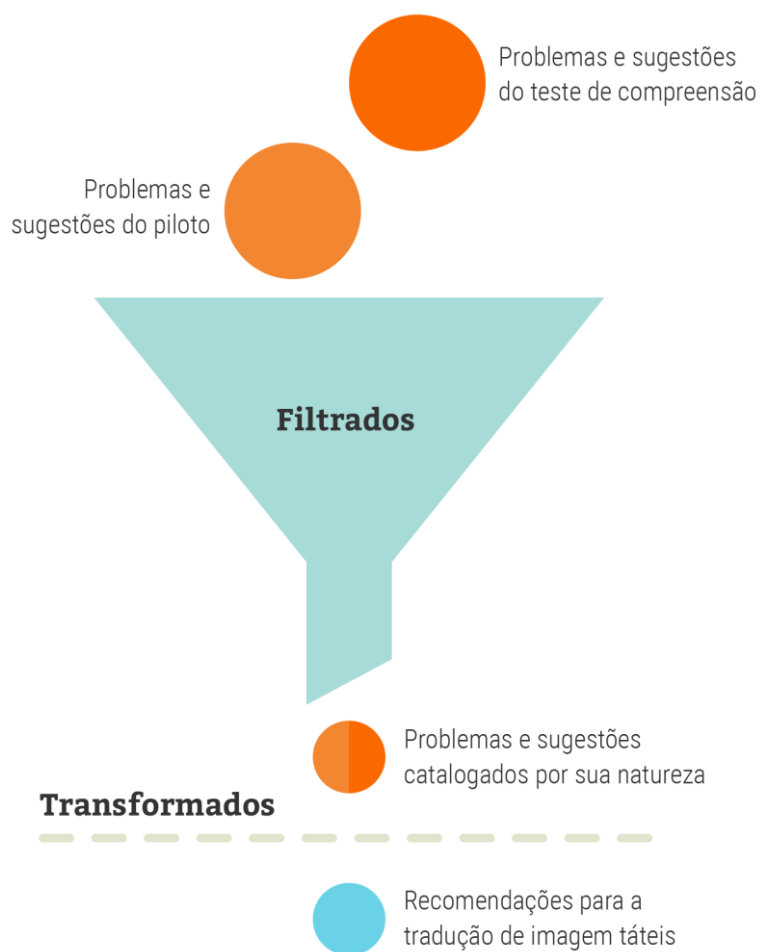 Problemas e sugestões
do teste de compreensão
Problemas e
sugestões do piloto
Filtrados
Problemas e sugestões
catalogados por sua natureza
Transformados
Recomendações para a
tradução de imagem táteis